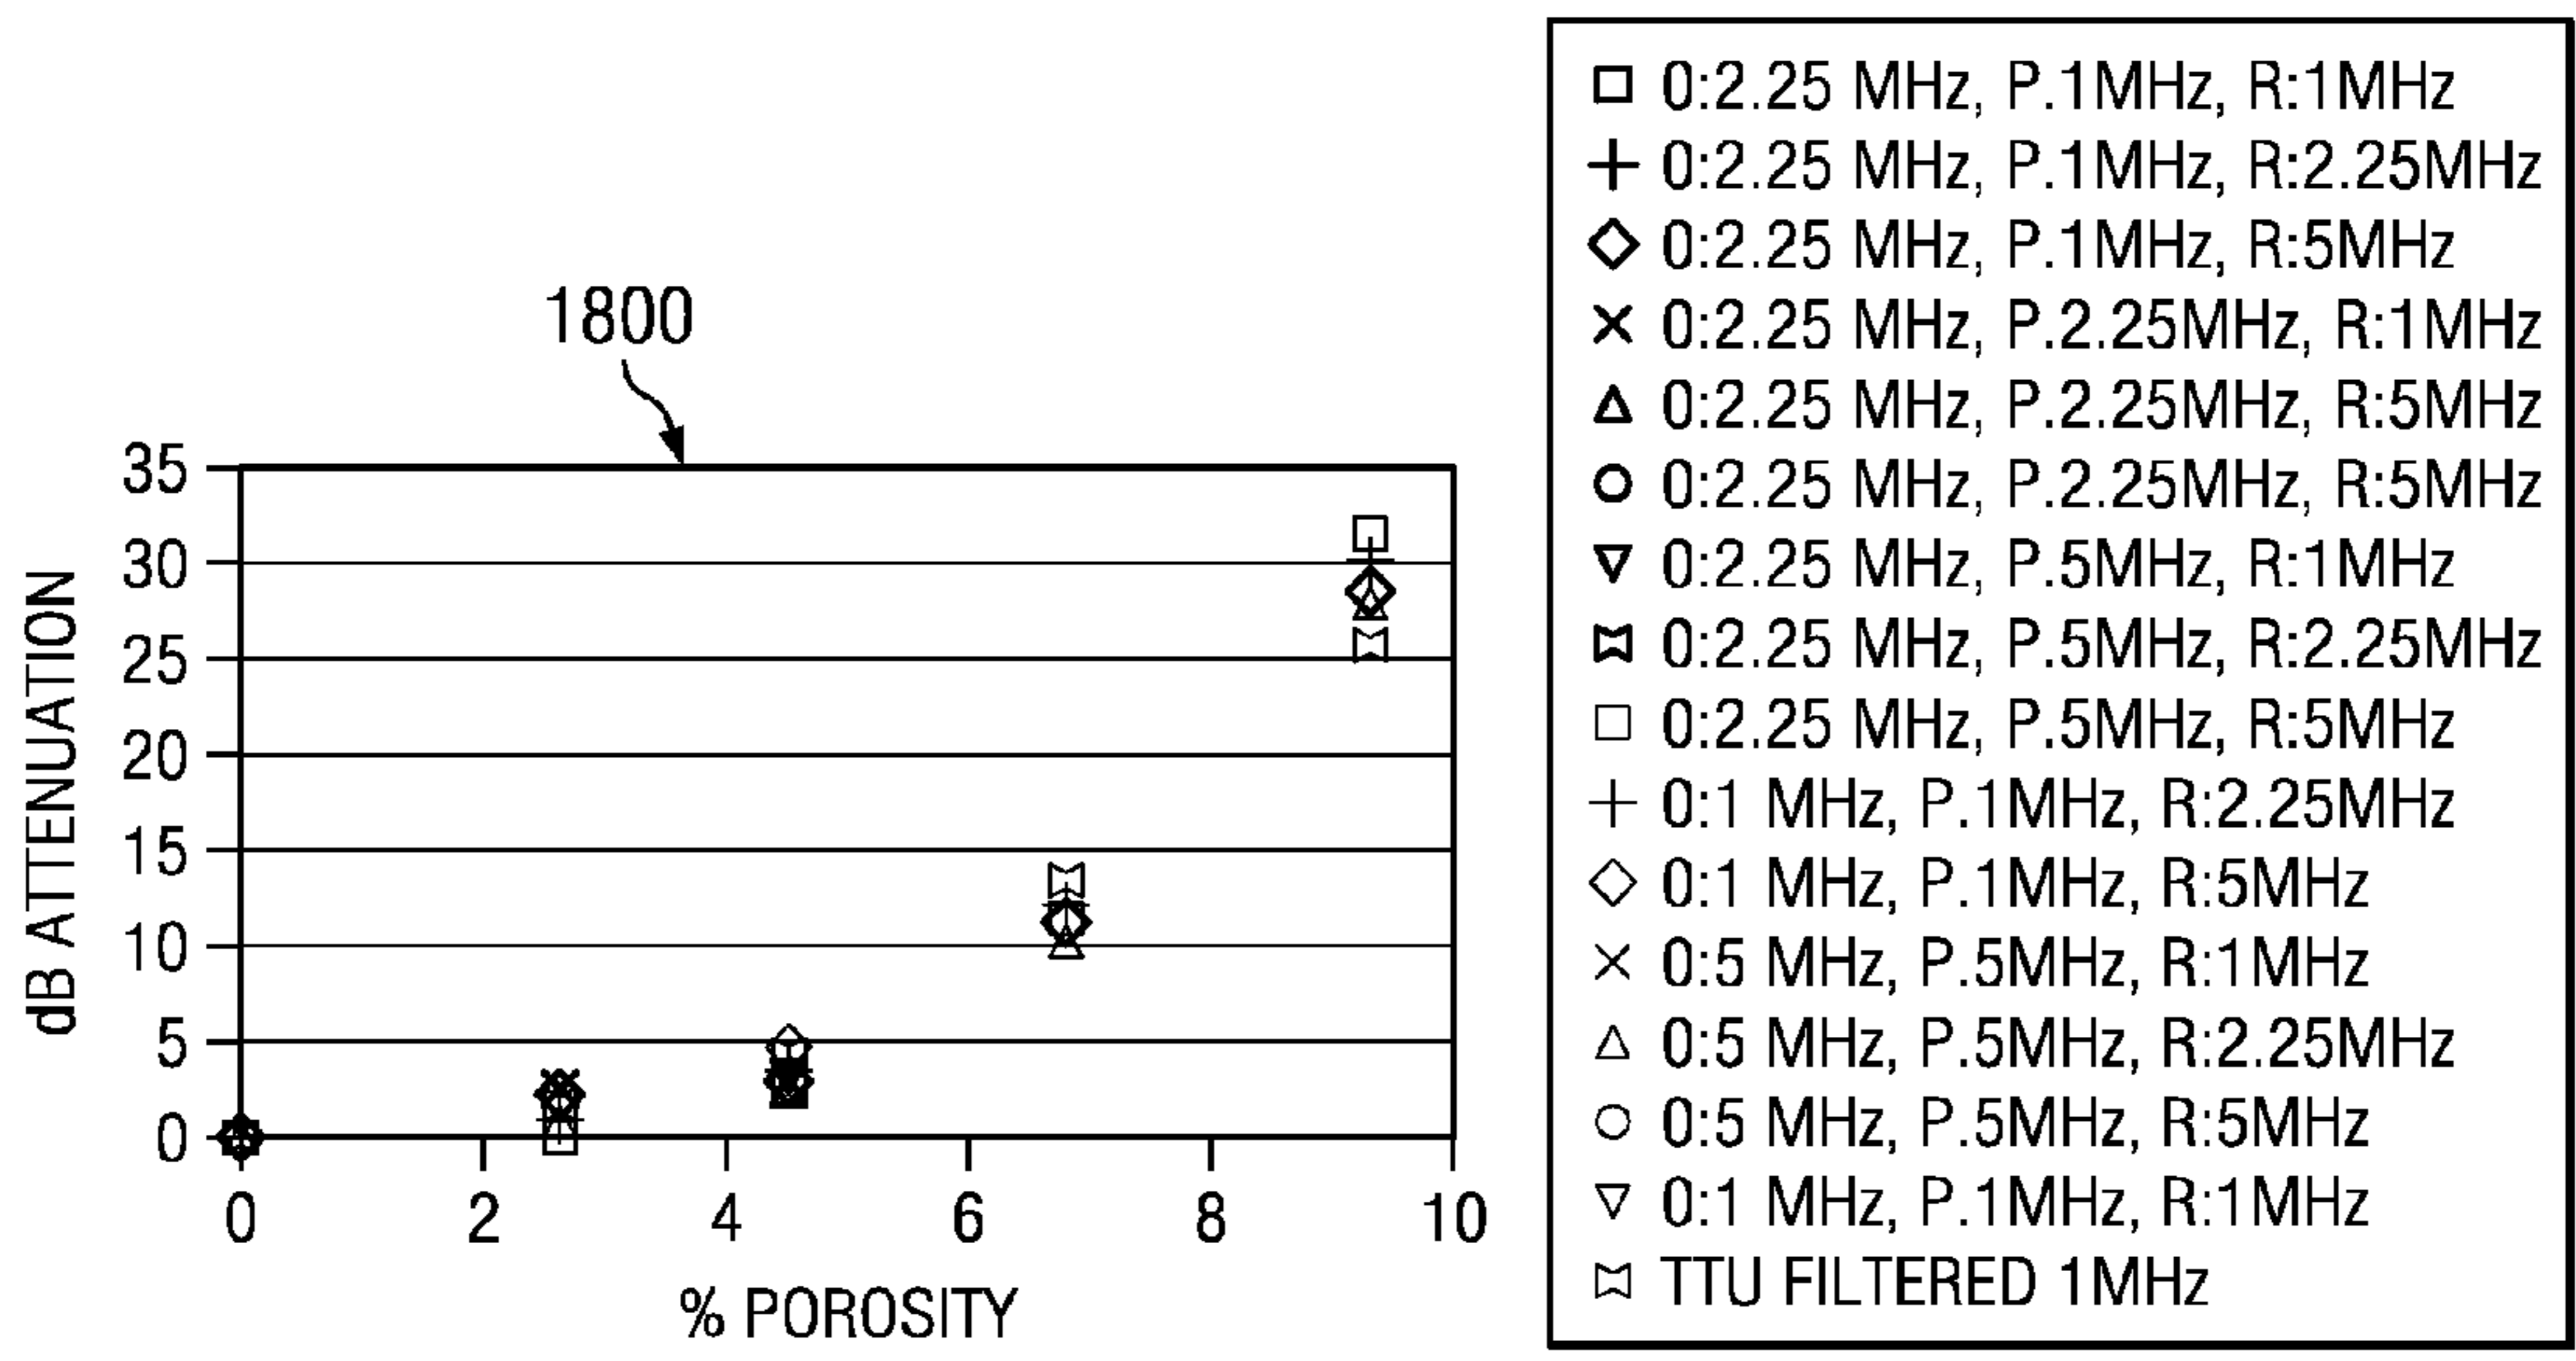 1800
dB ATTENUATION
35
30
25
20
15
10
5
0
0 2 4 6 8 10
% POROSITY
0:2.25 MHz, P.1MHz, R:1MHz
0:2.25 MHz, P.1MHz, R:2.25MHz
0:2.25 MHz, P.1MHz, R:5MHz
0:2.25 MHz, P.2.25MHz, R:1MHz
0:2.25 MHz, P.2.25MHz, R:5MHz
0:2.25 MHz, P.2.25MHz, R:5MHz
0:2.25 MHz, P.5MHz, R:1MHz
0:2.25 MHz, P.5MHz, R:2.25MHz
0:2.25 MHz, P.5MHz, R:5MHz
0:1 MHz, P.1MHz, R:2.25MHz
0:1 MHz, P.1MHz, R:5MHz
0:5 MHz, P.5MHz, R:1MHz
0:5 MHz, P.5MHz, R:2.25MHz
0:5 MHz, P.5MHz, R:5MHz
0:1 MHz, P.1MHz, R:1MHz
TTU FILTERED 1MHz